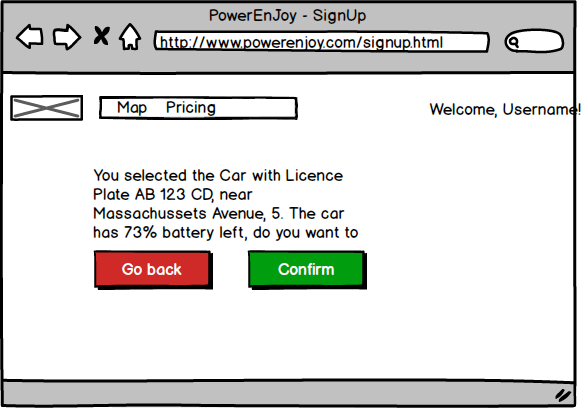 PowerEnJoy - SignUp
http://www.powerenjoy.com/signup.html
Map Pricing
Welcome, Username!
You selected the Car with Licence
Plate AB 123 CD, near
Massachussets Avenue, 5. The car
has 73% battery left, do you want to
Go back Confirm